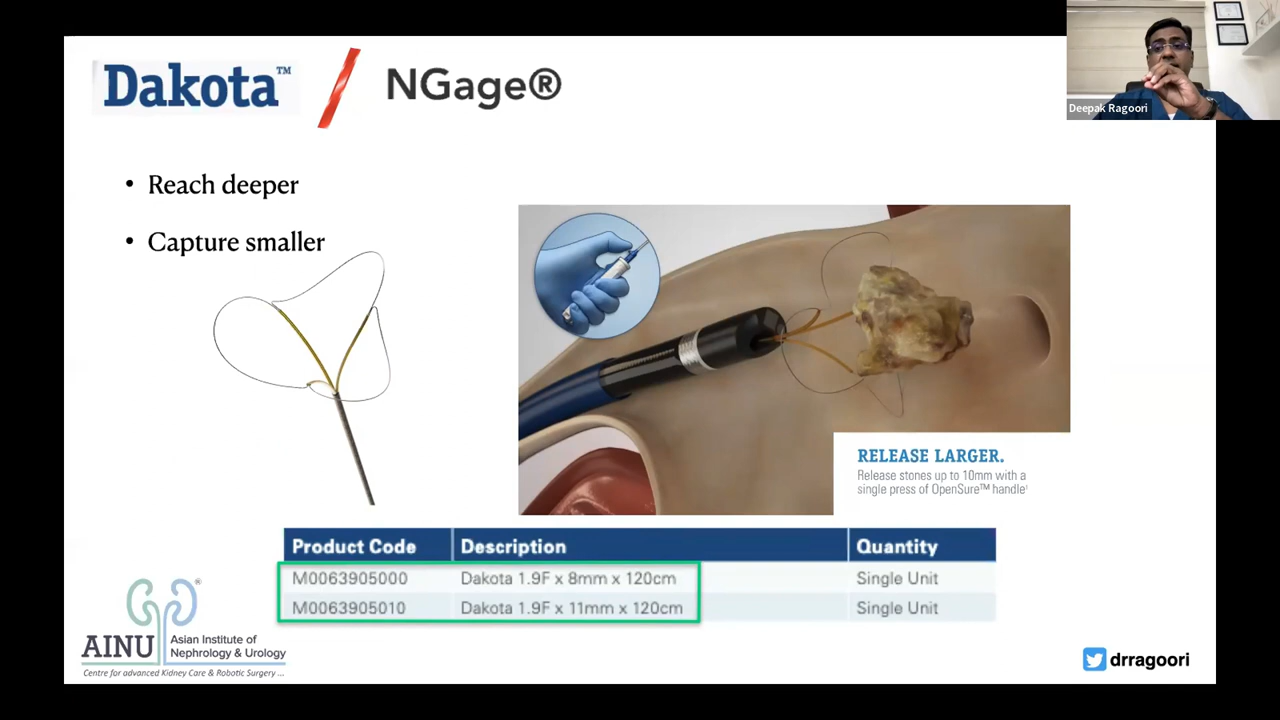 Dakota™ / NGage®
Deepak Ragoori
• Reach deeper
• Capture smaller
RELEASE LARGER.
Release stones up to 10mm with a
single press of OpenSure™ handle¹
Product Code Description Quantity
M0063905000 Dakota 1.9F x 8mm x 120cm Single Unit
M0063905010 Dakota 1.9F x 11mm x 120cm Single Unit
®
AINU Asian Institute of
Nephrology & Urology
Centre for advanced Kidney Care & Robotic Surgery ...
drragoori